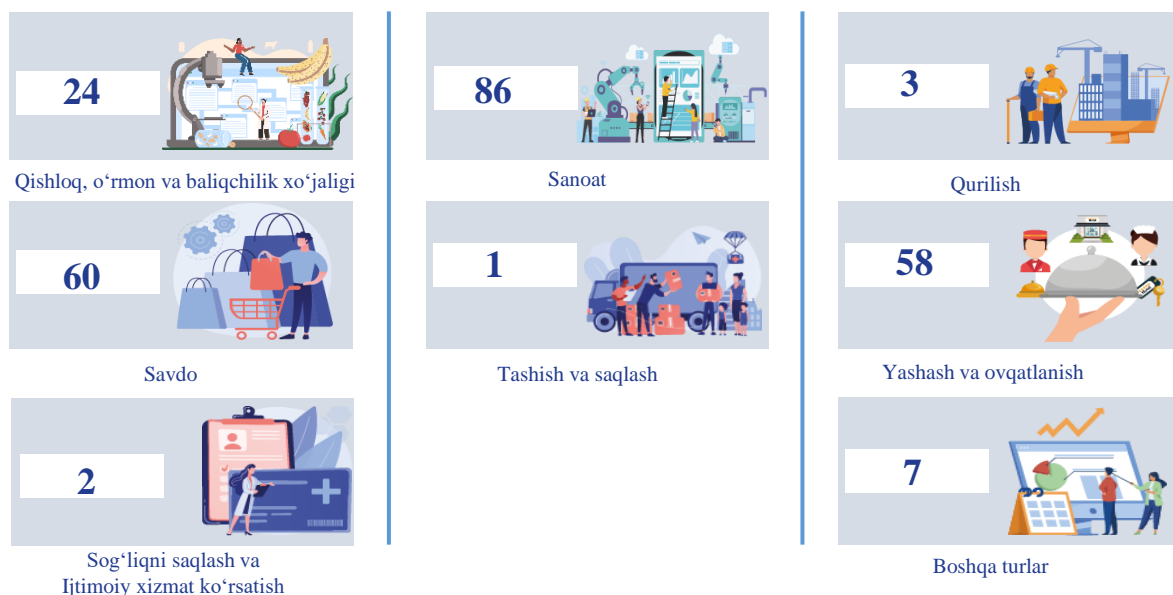 24
Qishloq, o‘rmon va baliqchilik xo‘jaligi
86
Sanoat
3
Qurilish
60
Savdo
1
Tashish va saqlash
58
Yashash va ovqatlanish
2
Sog‘liqni saqlash va
Ijtimoiy xizmat ko‘rsatish
7
Boshqa turlar